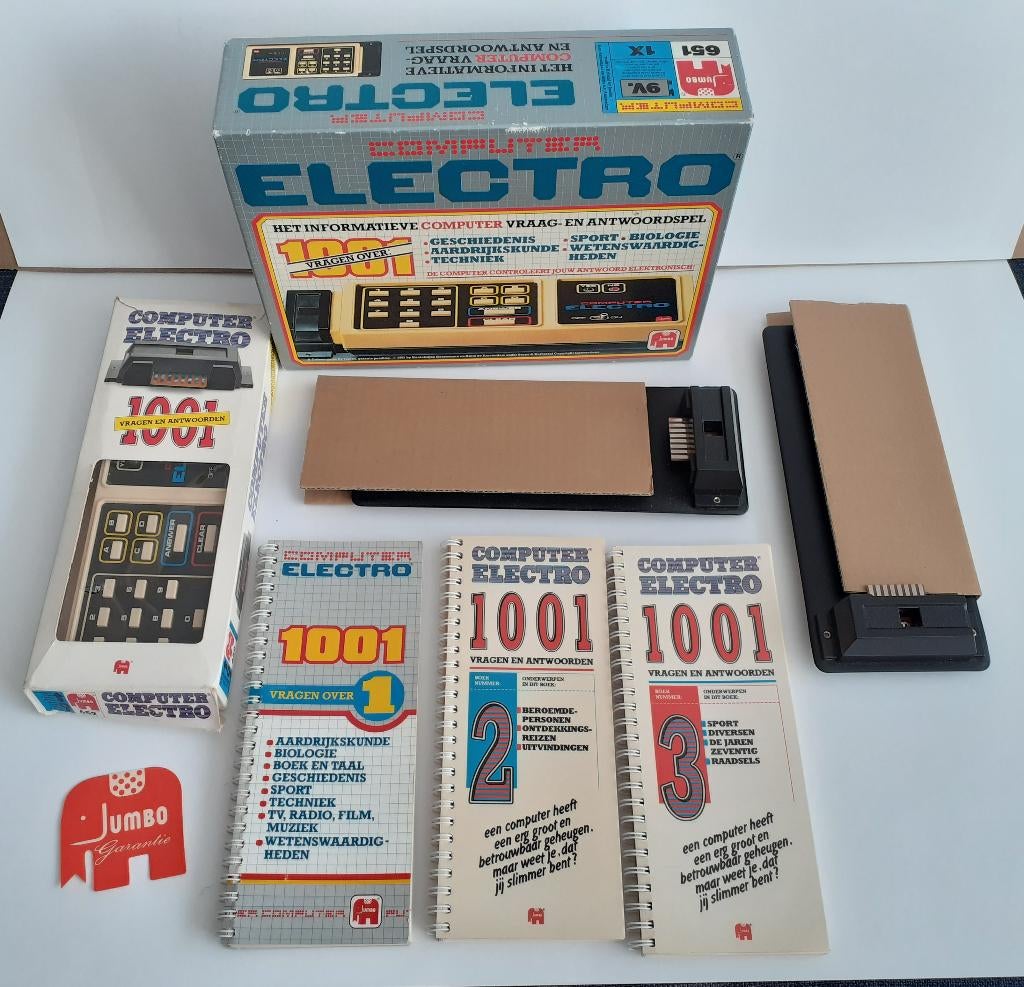 651
JUMBO
9V.
1X
COMPUTER
HET INFORMATIEVE
COMPUTER VRAAG-
EN ANTWOORDSPEL
COMPUTER
ELECTRO
COMPUTER
ELECTRO
HET INFORMATIEVE COMPUTER VRAAG- EN ANTWOORDSPEL
1001
VRAGEN OVER:
• GESCHIEDENIS
• AARDRIJKSKUNDE
• TECHNIEK
• SPORT • BIOLOGIE
• WETENSWAARDIG-
HEDEN
DE COMPUTER CONTROLEERT JOUW ANTWOORD ELEKTRONISCH!
COMPUTER
ELECTRO
JUMBO
COMPUTER
ELECTRO
1001
VRAGEN EN ANTWOORDEN
B
D
A
C
ANSWER
CLEAR
COMPUTER
ELECTRO
COMPUTER
ELECTRO
1001
VRAGEN OVER 1
• AARDRIJKSKUNDE
• BIOLOGIE
• BOEK EN TAAL
• GESCHIEDENIS
• SPORT
• TECHNIEK
• TV, RADIO, FILM,
MUZIEK
• WETENSWAARDIG-
HEDEN
COMPUTER
JUMBO
COMPUTER®
ELECTRO
1001
VRAGEN EN ANTWOORDEN
BOEK
NUMMER:
ONDERWERPEN
IN DIT BOEK:
2
BEROEMDE-
PERSONEN
ONTDEKKINGS-
REIZEN
UITVINDINGEN
een computer heeft
een erg groot en
betrouwbaar geheugen.
maar weet je.dat
jij slimmer bent?
COMPUTER®
ELECTRO
1001
VRAGEN EN ANTWOORDEN
BOEK
NUMMER:
ONDERWERPEN
IN DIT BOEK:
3
SPORT
DIVERSEN
DE JAREN
ZEVENTIG
RAADSELS
een computer heeft
een erg groot en
betrouwbaar geheugen.
maar weet je.dat
jij slimmer bent?
JUMBO
Garantie